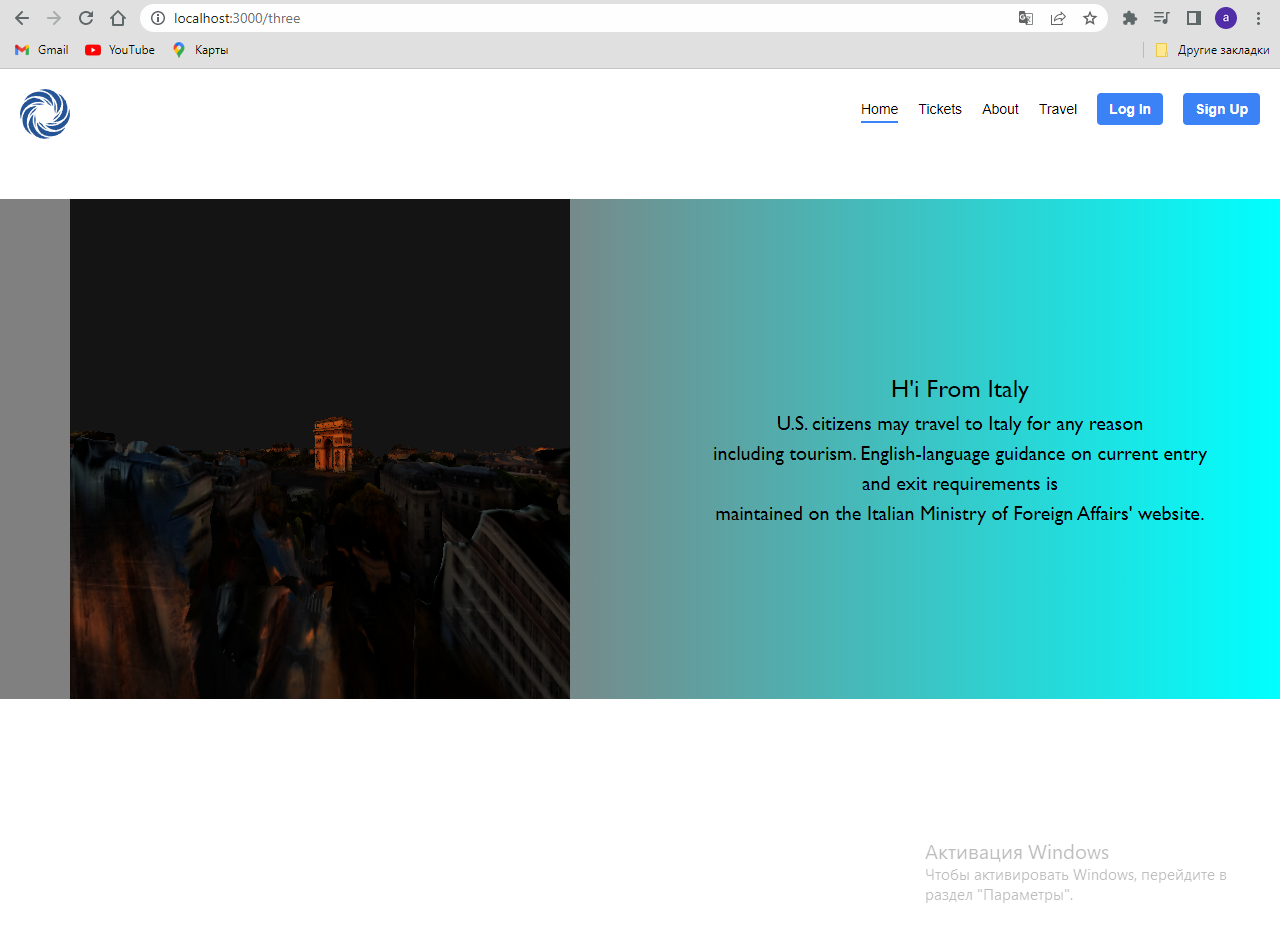 localhost:3000/three
a
Gmail YouTube Карты Другие закладки
Home Tickets About Travel Log In Sign Up
H'i From Italy
U.S. citizens may travel to Italy for any reason
including tourism. English-language guidance on current entry
and exit requirements is
maintained on the Italian Ministry of Foreign Affairs' website.
Активация Windows
Чтобы активировать Windows, перейдите в
раздел "Параметры".